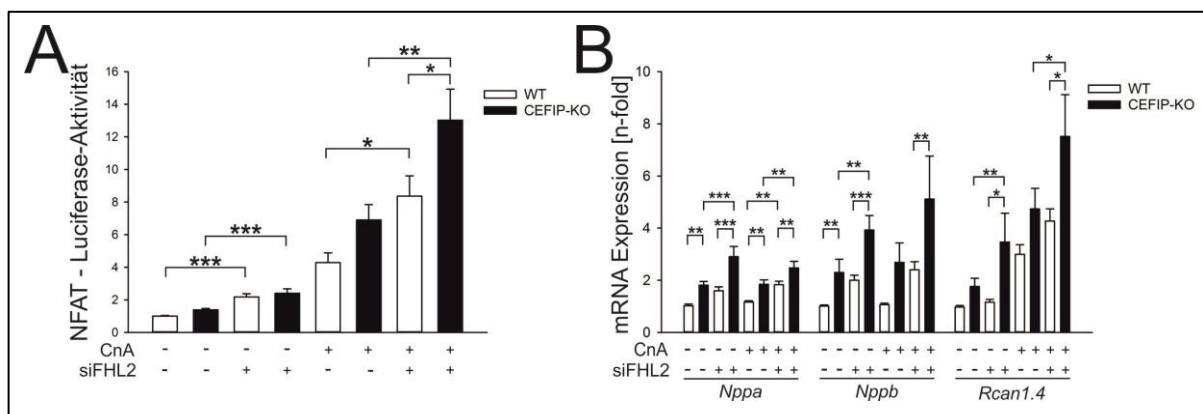 A
NFAT - Luciferase-Aktivität
16
14
12
10
8
6
4
2
0
** 
*
*
***
***
WT
CEFIP-KO
CnA - - - - + + + +
siFHL2 - - + + - - + +
B
mRNA Expression [n-fold]
10
8
6
4
2
0
*
*
** ** **
*** ** ** *** ** *
** *** ** ** ** **
WT
CEFIP-KO
CnA - - - - + + + + - - - - + + + + - - - - + + + +
siFHL2 - - + + - - + + - - + + - - + + - - + + - - + +
Nppa Nppb Rcan1.4